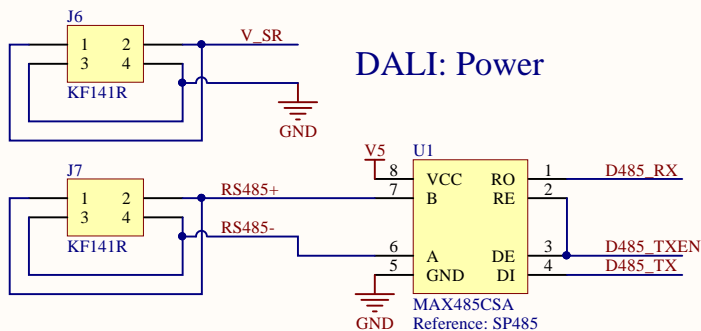 J6
1 2
3 4
KF141R
V_SR
GND
DALI: Power
J7
1 2
3 4
KF141R
RS485+
RS485-
V5
U1
8 VCC RO 1 D485_RX
7 B RE 2
6 A DE 3 D485_TXEN
5 GND DI 4 D485_TX
GND
MAX485CSA
Reference: SP485